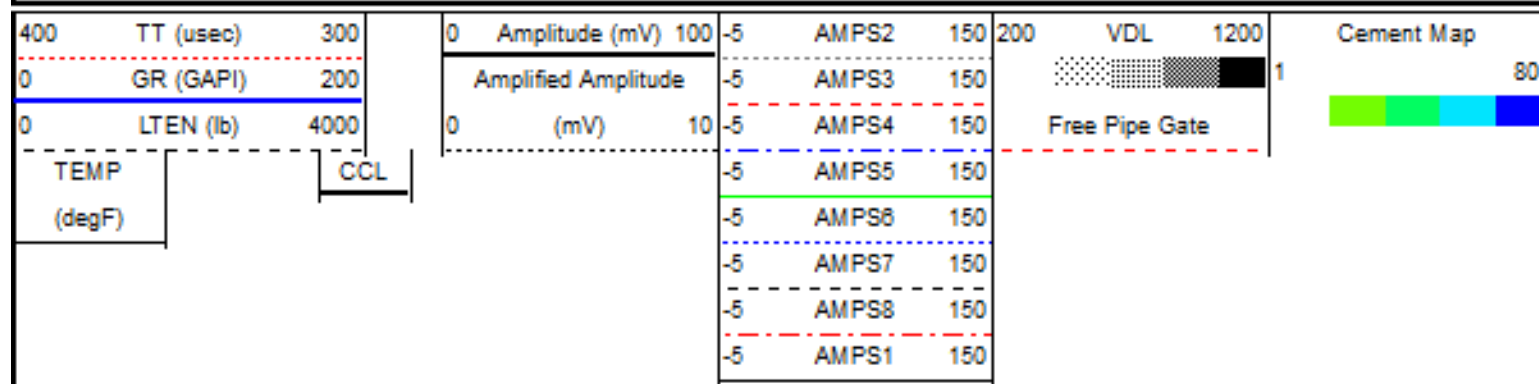 400 TT (usec) 300 0 Amplitude (mV) 100 -5 AMPS2 150 200 VDL 1200 Cement Map
0 GR (GAPI) 200 Amplified Amplitude -5 AMPS3 150 1 80
0 LTEN (lb) 4000 0 (mV) 10 -5 AMPS4 150 Free Pipe Gate
TEMP CCL -5 AMPS5 150
(degF) -5 AMPS6 150
-5 AMPS7 150
-5 AMPS8 150
-5 AMPS1 150